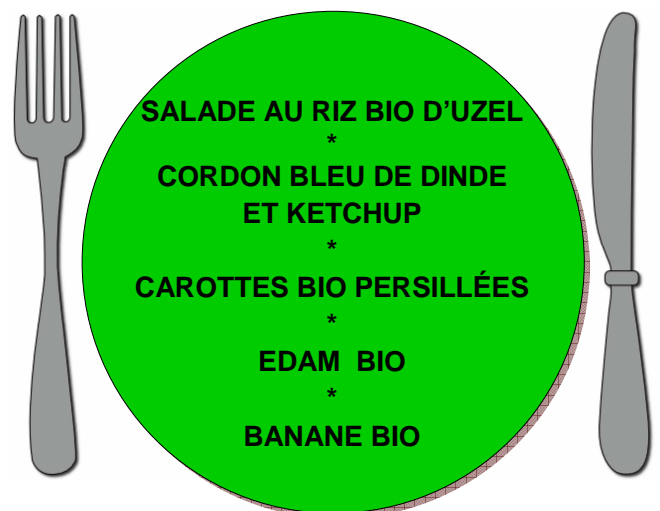 SALADE AU RIZ BIO D'UZEL
*
CORDON BLEU DE DINDE
ET KETCHUP
*
CAROTTES BIO PERSILLÉES
*
EDAM  BIO
*
BANANE BIO